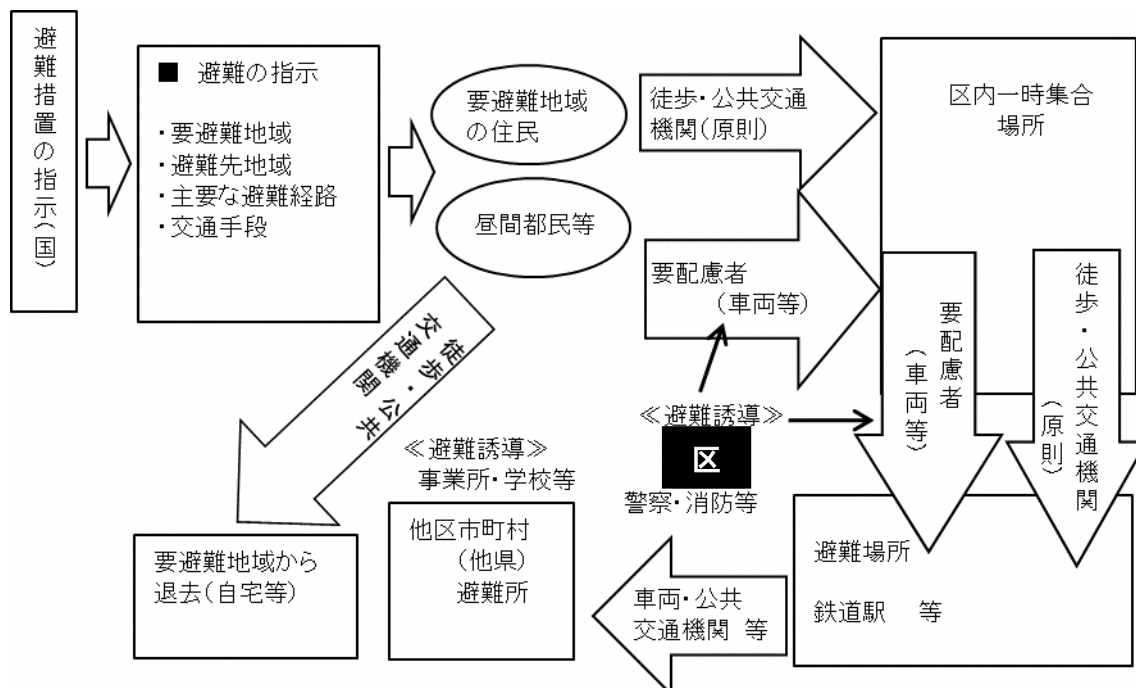 避難措置の指示(国)
■ 避難の指示
・要避難地域
・避難先地域
・主要な避難経路
・交通手段
要避難地域
の住民
昼間都民等
徒歩・公共交通
機関(原則)
要配慮者
(車両等)
区内一時集合
場所
要配慮者
(車両等)
徒歩・公共交通機関
(原則)
徒歩・公共
交通機関
≪避難誘導≫
区
警察・消防等
≪避難誘導≫
事業所・学校等
避難場所
鉄道駅 等
車両・公共
交通機関 等
他区市町村
(他県)
避難所
要避難地域から
退去(自宅等)